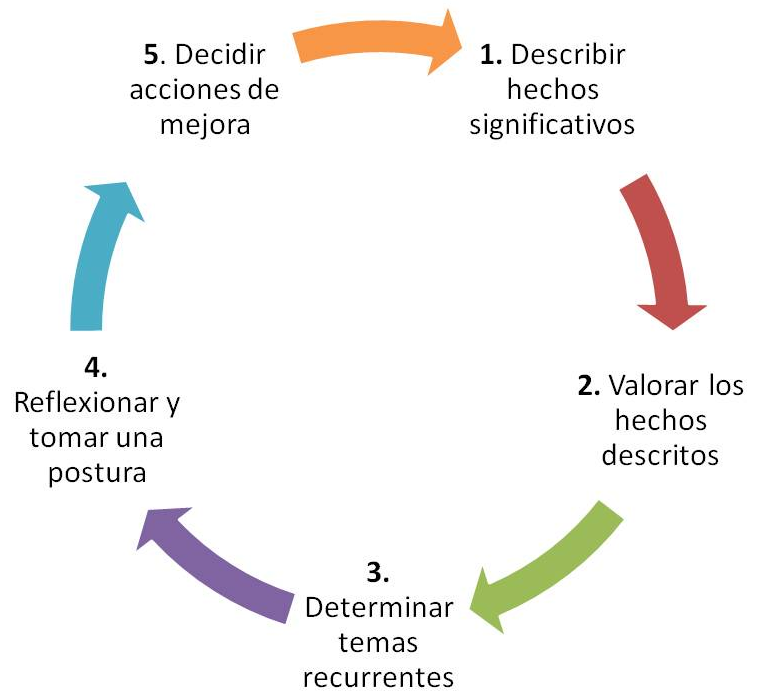 1. Describir
hechos
significativos
2. Valorar los
hechos
descritos
3.
Determinar
temas
recurrentes
4.
Reflexionar y
tomar una
postura
5. Decidir
acciones de
mejora